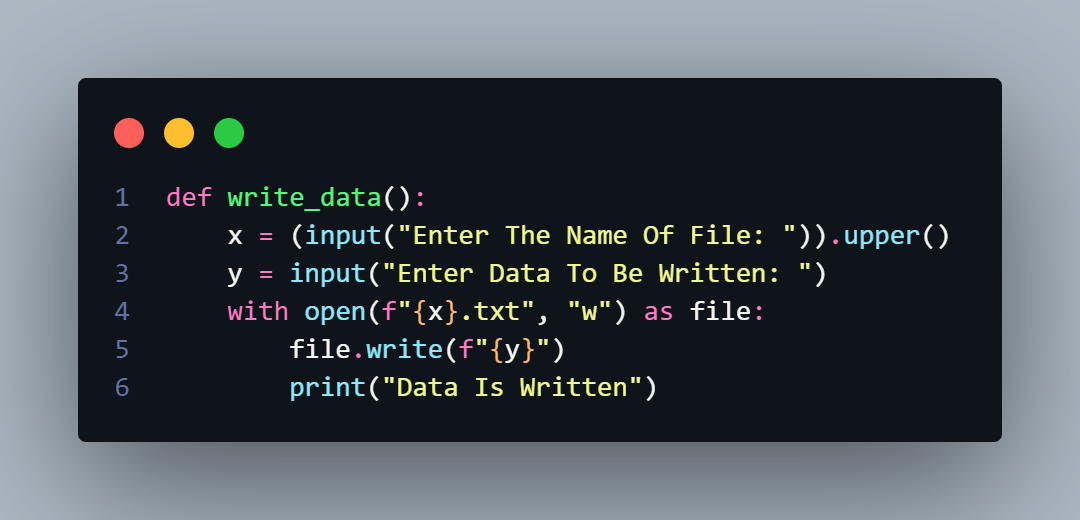 1 def write_data():
2     x = (input("Enter The Name Of File: ")).upper()
3     y = input("Enter Data To Be Written: ")
4     with open(f"{x}.txt", "w") as file:
5         file.write(f"{y}")
6         print("Data Is Written")